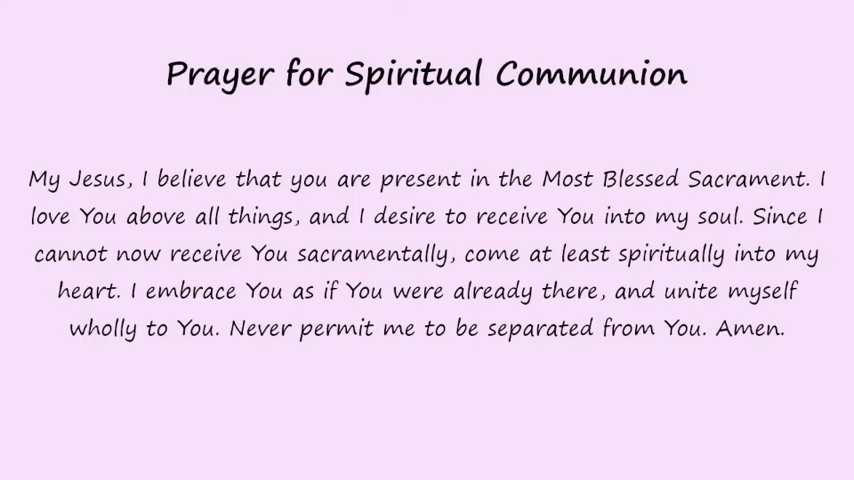 Prayer for Spiritual Communion
My Jesus, I believe that you are present in the Most Blessed Sacrament. I
love You above all things, and I desire to receive You into my soul. Since I
cannot now receive You sacramentally, come at least spiritually into my
heart. I embrace You as if You were already there, and unite myself
wholly to You. Never permit me to be separated from You. Amen.